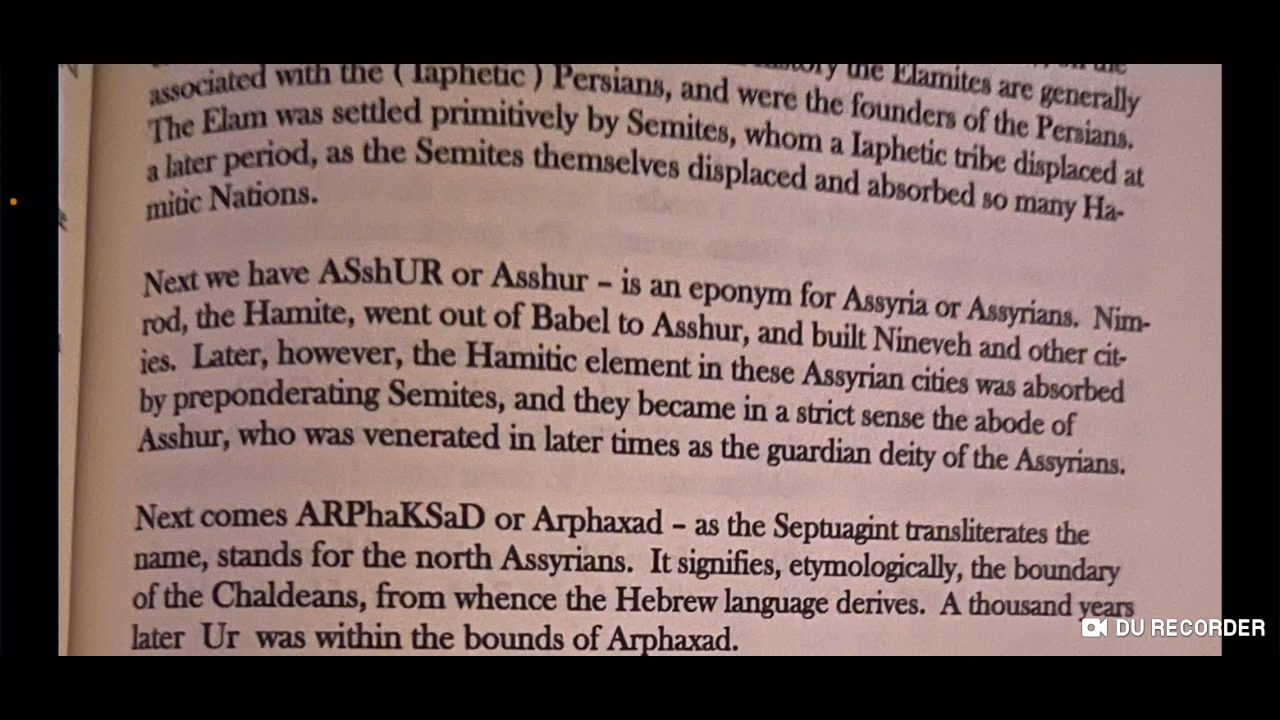 history the Elamites are generally
associated with the ( Iaphetic ) Persians, and were the founders of the Persians.
The Elam was settled primitively by Semites, whom a Iaphetic tribe displaced at
a later period, as the Semites themselves displaced and absorbed so many Ha-
mitic Nations.
Next we have ASshUR or Asshur – is an eponym for Assyria or Assyrians. Nim-
rod, the Hamite, went out of Babel to Asshur, and built Nineveh and other cit-
ies. Later, however, the Hamitic element in these Assyrian cities was absorbed
by preponderating Semites, and they became in a strict sense the abode of
Asshur, who was venerated in later times as the guardian deity of the Assyrians.
Next comes ARPhaKSaD or Arphaxad – as the Septuagint transliterates the
name, stands for the north Assyrians. It signifies, etymologically, the boundary
of the Chaldeans, from whence the Hebrew language derives. A thousand years
later Ur was within the bounds of Arphaxad.
DU RECORDER